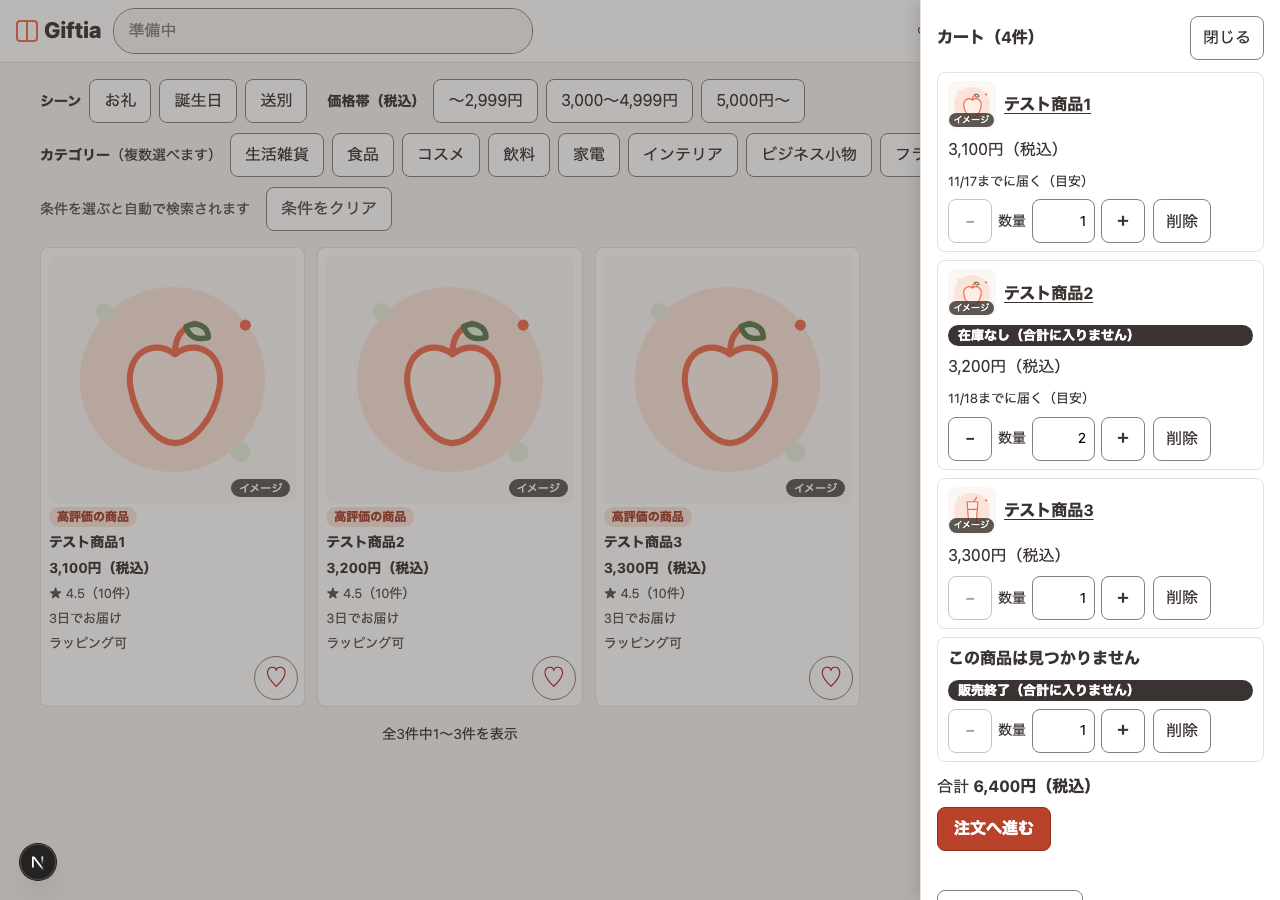 Giftia
準備中
シーン お礼 誕生日 送別 価格帯（税込） 〜2,999円 3,000〜4,999円 5,000円〜
カテゴリー（複数選べます） 生活雑貨 食品 コスメ 飲料 家電 インテリア ビジネス小物
条件を選ぶと自動で検索されます 条件をクリア
イメージ
高評価の商品
テスト商品1
3,100円（税込）
★ 4.5（10件）
3日でお届け
ラッピング可
イメージ
高評価の商品
テスト商品2
3,200円（税込）
★ 4.5（10件）
3日でお届け
ラッピング可
イメージ
高評価の商品
テスト商品3
3,300円（税込）
★ 4.5（10件）
3日でお届け
ラッピング可
全3件中1〜3件を表示
N
カート（4件） 閉じる
イメージ
テスト商品1
3,100円（税込）
11/17までに届く（目安）
− 数量 1 + 削除
イメージ
テスト商品2
在庫なし（合計に入りません）
3,200円（税込）
11/18までに届く（目安）
− 数量 2 + 削除
イメージ
テスト商品3
3,300円（税込）
− 数量 1 + 削除
この商品は見つかりません
販売終了（合計に入りません）
− 数量 1 + 削除
合計 6,400円（税込）
注文へ進む